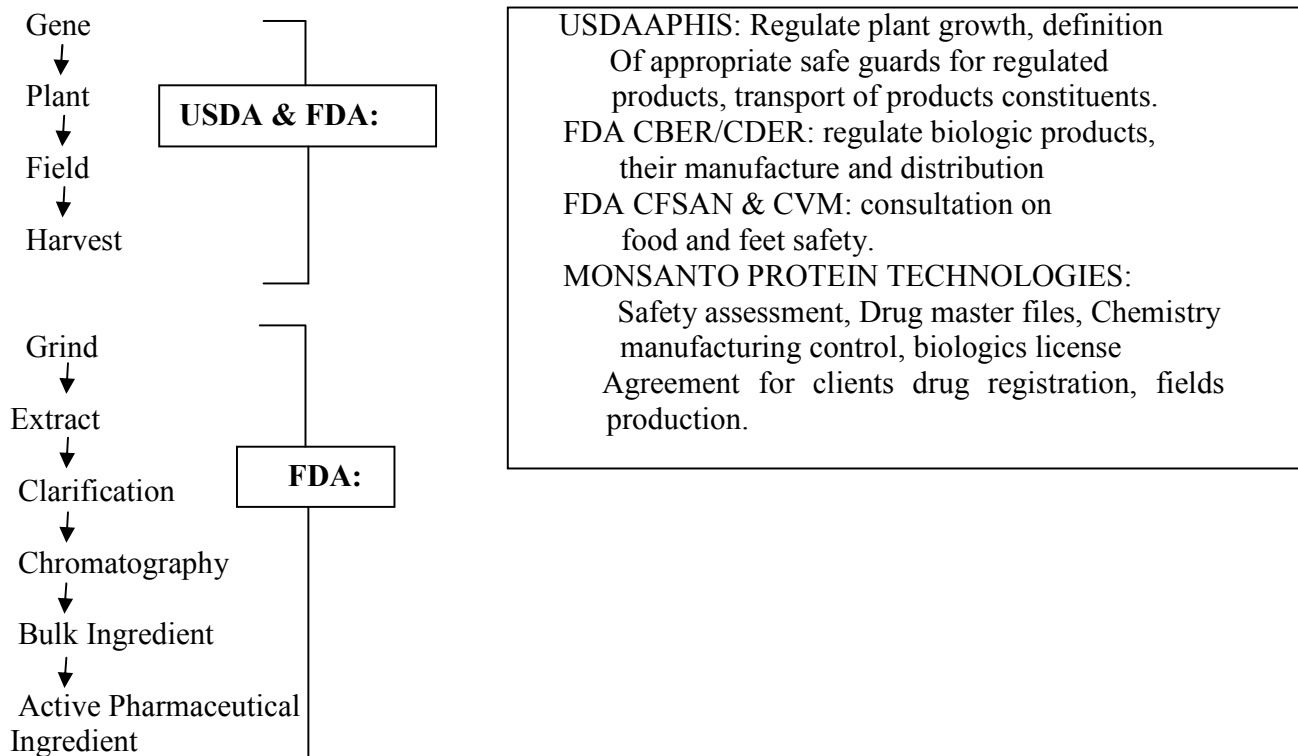 Gene
Plant
Field
Harvest
USDA & FDA:
Grind
Extract
Clarification
Chromatography
Bulk Ingredient
Active Pharmaceutical
Ingredient
FDA:
USDAAPHIS: Regulate plant growth, definition
Of appropriate safe guards for regulated
products, transport of products constituents.
FDA CBER/CDER: regulate biologic products,
their manufacture and distribution
FDA CFSAN & CVM: consultation on
food and feet safety.
MONSANTO PROTEIN TECHNOLOGIES:
Safety assessment, Drug master files, Chemistry
manufacturing control, biologics license
Agreement for clients drug registration, fields
production.